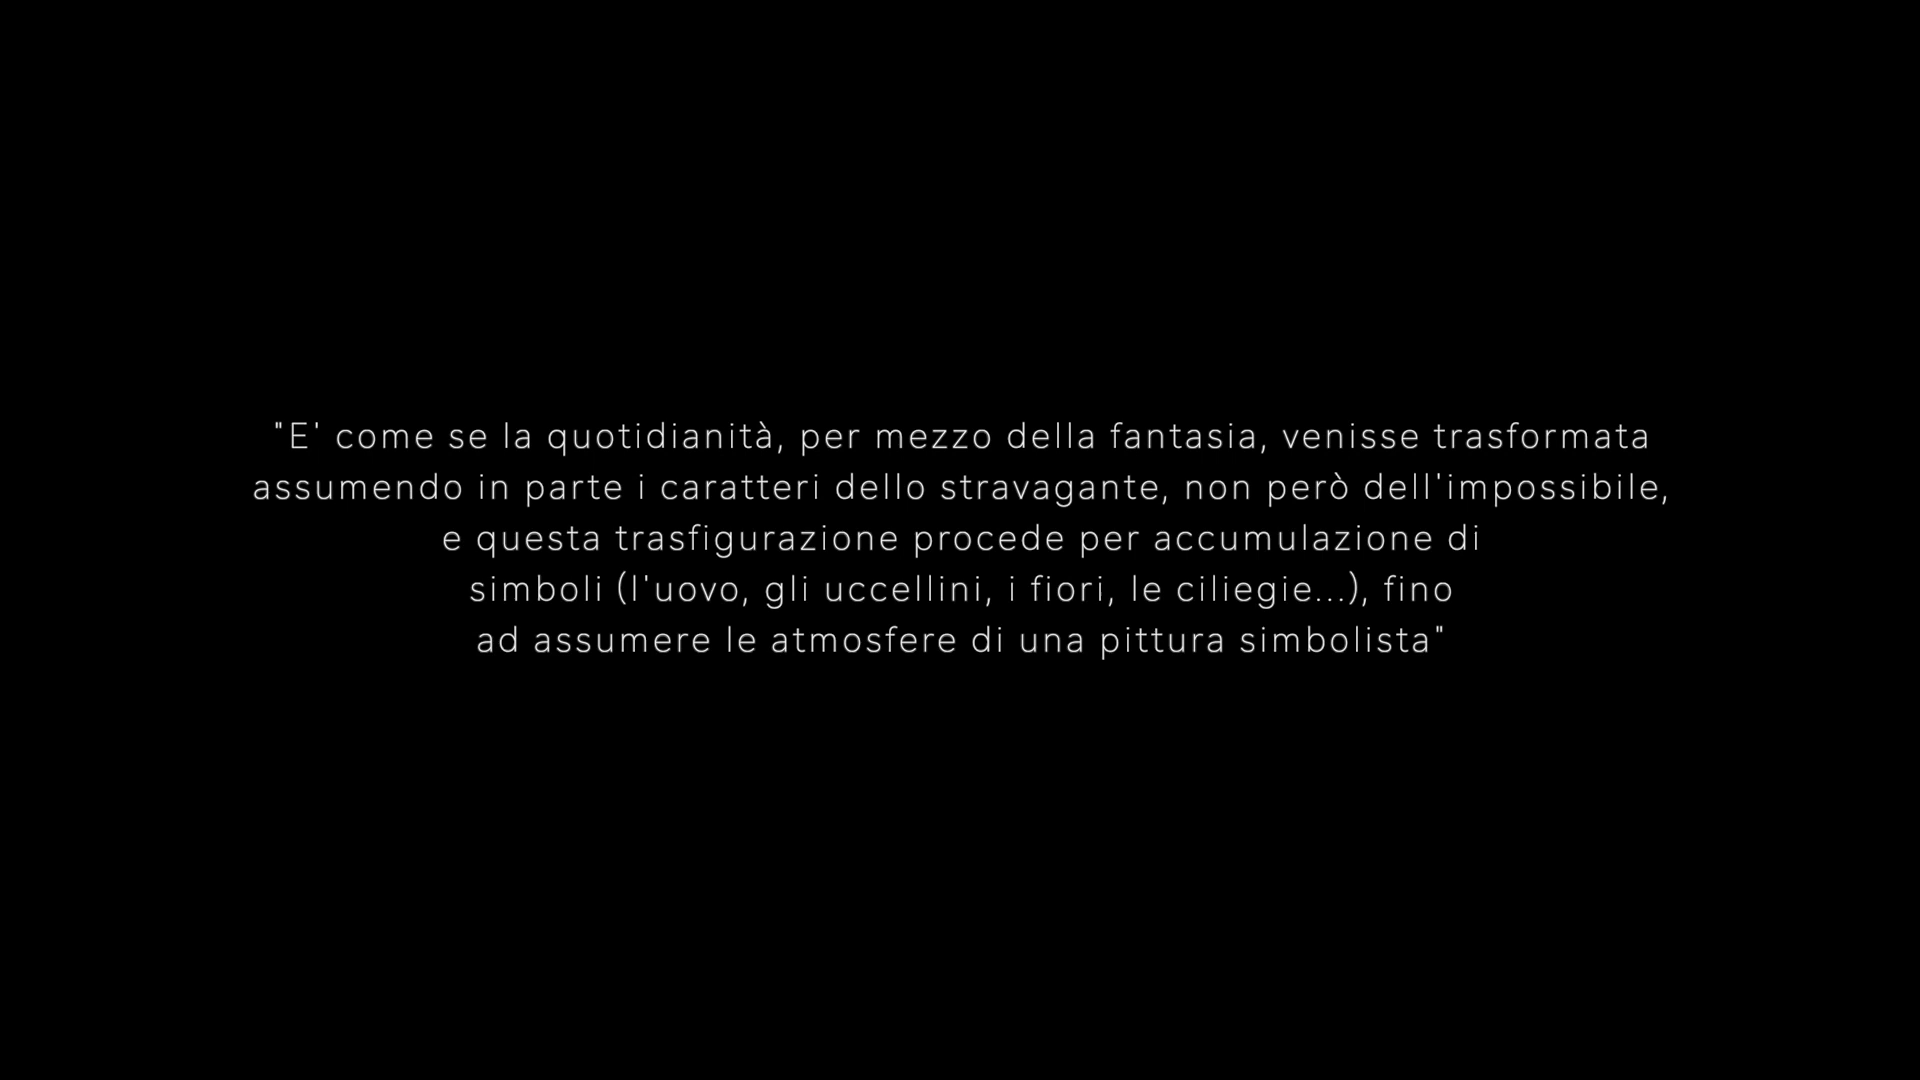 "E' come se la quotidianità, per mezzo della fantasia, venisse trasformata
assumendo in parte i caratteri dello stravagante, non però dell'impossibile,
e questa trasfigurazione procede per accumulazione di
simboli (l'uovo, gli uccellini, i fiori, le ciliegie...), fino
ad assumere le atmosfere di una pittura simbolista"